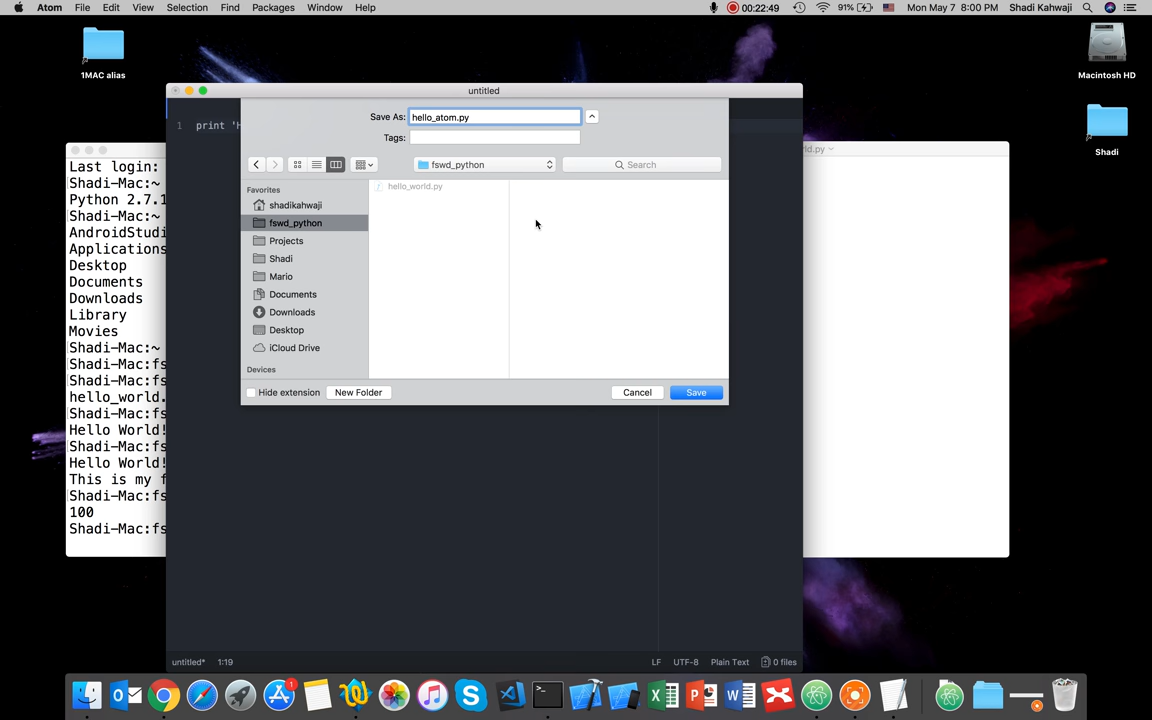 Atom File Edit View Selection Find Packages Window Help 00:22:49 91% Mon May 7 8:00 PM Shadi Kahwaji
1MAC alias
Macintosh HD
Shadi
untitled
Save As: hello_atom.py
Tags:
fswd_python
Search
Favorites
shadikahwaji
fswd_python
Projects
Shadi
Mario
Documents
Downloads
Desktop
iCloud Drive
Devices
hello_world.py
Hide extension
New Folder
Cancel
Save
1 print 'H
ld.py
Last login:
Shadi-Mac:~
Python 2.7.1
Shadi-Mac:~
AndroidStudi
Applications
Desktop
Documents
Downloads
Library
Movies
Shadi-Mac:~
Shadi-Mac:fs
Shadi-Mac:fs
hello_world.
Shadi-Mac:fs
Hello World!
Shadi-Mac:fs
Hello World!
This is my f
Shadi-Mac:fs
100
Shadi-Mac:fs
untitled* 1:19
LF UTF-8 Plain Text 0 files
1